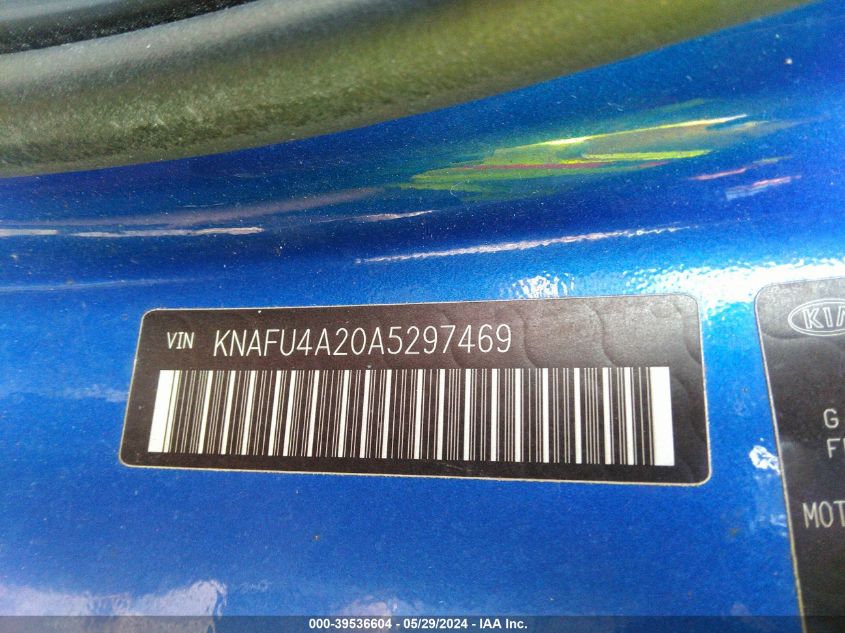 VIN KNAFU4A20A5297469
KIA
G
MOT
000-39536604 - 05/29/2024 - IAA Inc.